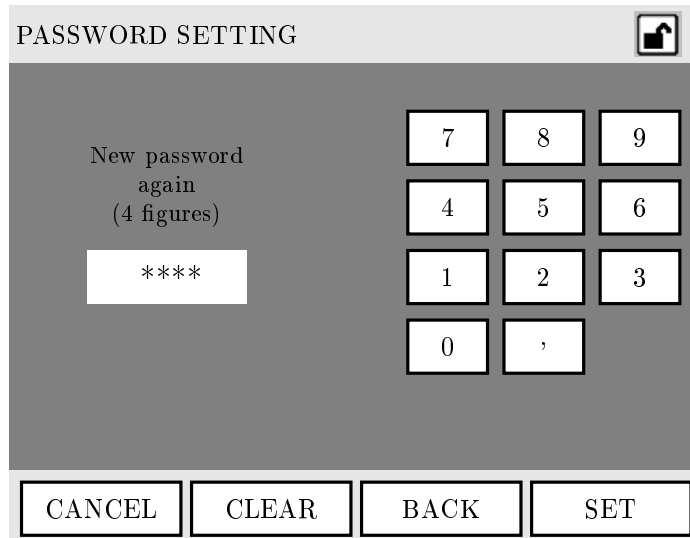 PASSWORD SETTING
New password
again
(4 figures)
****
7 8 9
4 5 6
1 2 3
0 ,
CANCEL CLEAR BACK SET